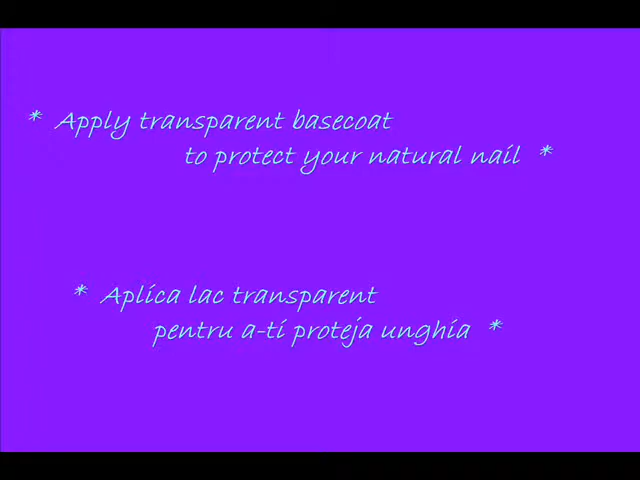 * Apply transparent basecoat
to protect your natural nail *
* Aplica lac transparent
pentru a-ti proteja unghia *